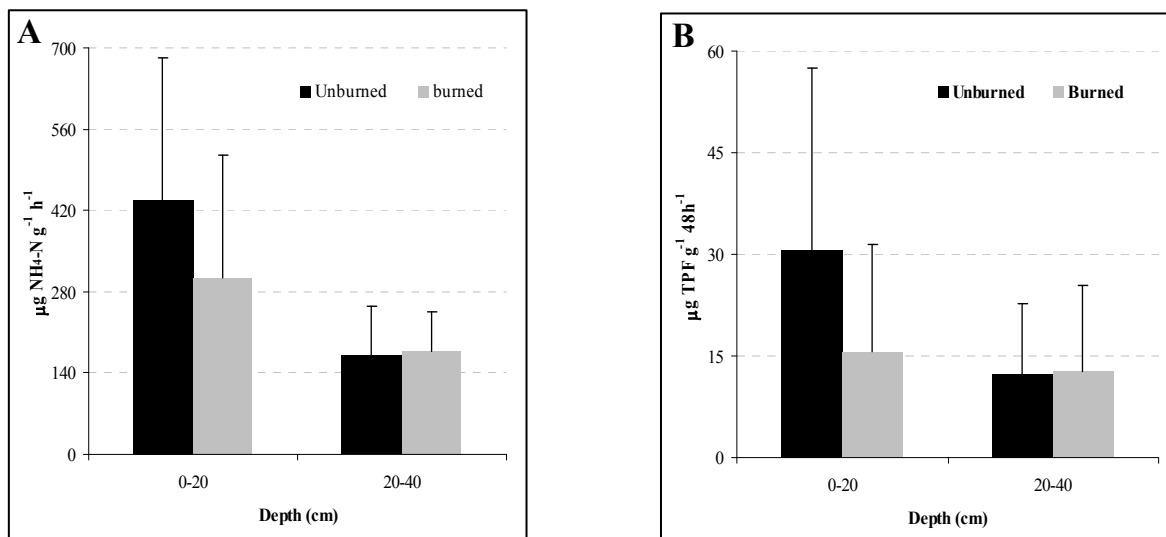 A
700
560
420
280
140
0
µg NH4-N g-1 h-1
Unburned burned
0-20 20-40
Depth (cm)
B
60
45
30
15
0
µg TPF g-1 48h-1
Unburned Burned
0-20 20-40
Depth (cm)